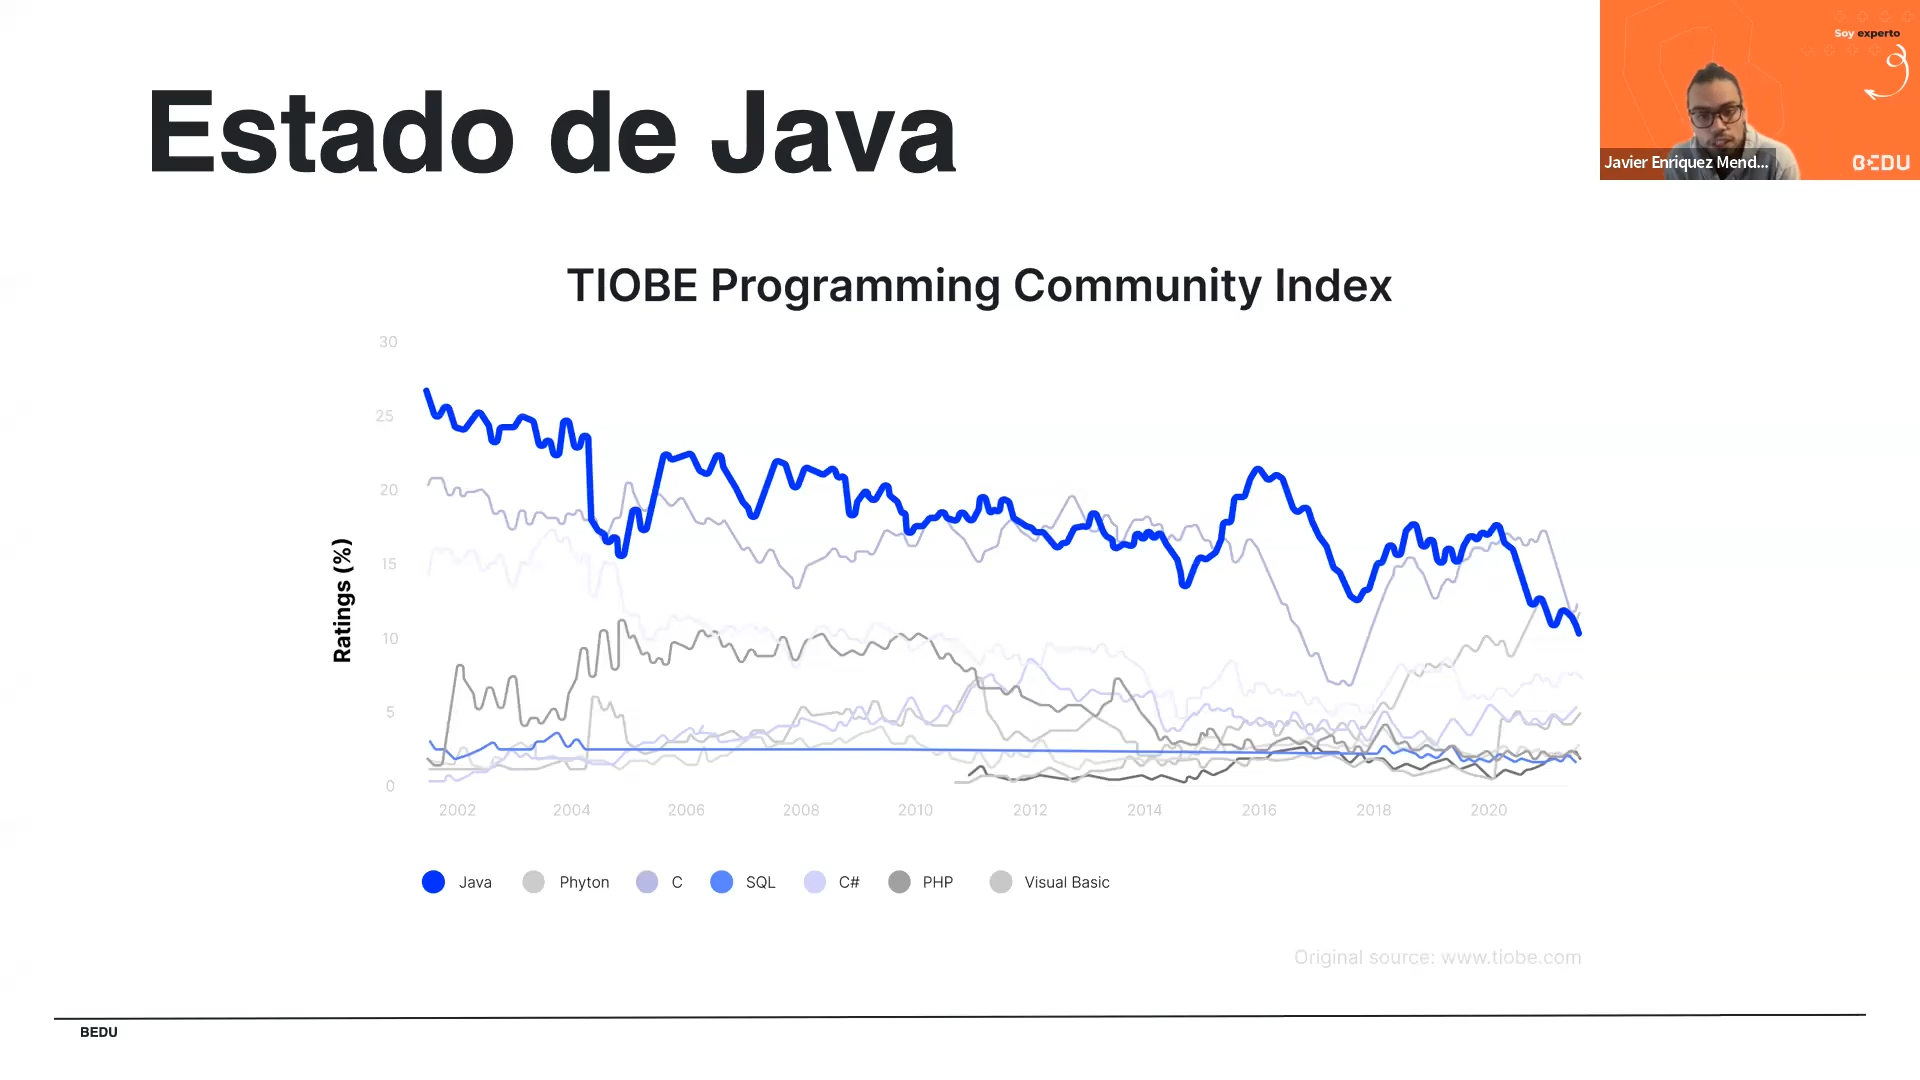 Estado de Java
Soy experto
Javier Enriquez Mend...
BEDU
TIOBE Programming Community Index
Ratings (%)
30
25
20
15
10
5
0
2002 2004 2006 2008 2010 2012 2014 2016 2018 2020
Java Phyton C SQL C# PHP Visual Basic
Original source: www.tiobe.com
BEDU